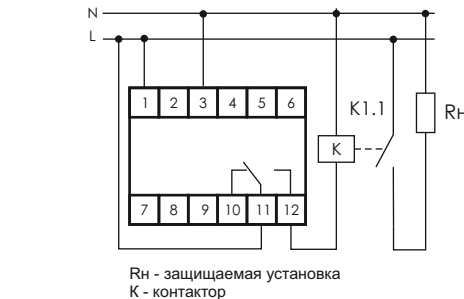 N
L
1 2 3 4 5 6
K1.1
Rн
K
7 8 9 10 11 12
Rн - защищаемая установка
К - контактор